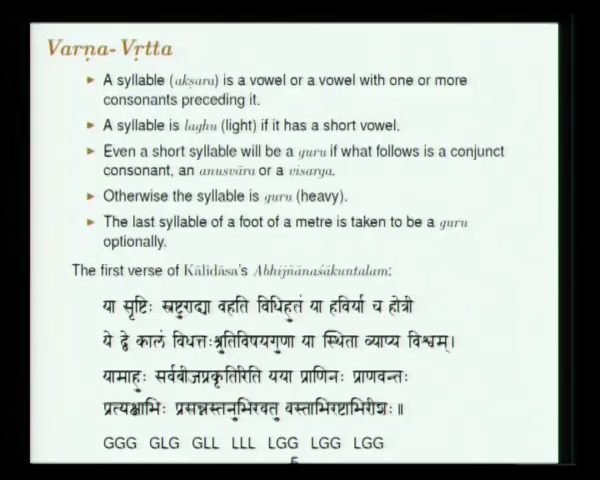 Varṇa-Vṛtta
► A syllable (akṣara) is a vowel or a vowel with one or more
consonants preceding it.
► A syllable is laghu (light) if it has a short vowel.
► Even a short syllable will be a guru if what follows is a conjunct
consonant, an anusvāra or a visarga.
► Otherwise the syllable is guru (heavy).
► The last syllable of a foot of a metre is taken to be a guru
optionally.
The first verse of Kālidāsa's Abhijñānaśākuntalam:
या सृष्टिः स्रष्टुराद्या वहति विधिहुतं या हविर्या च होत्री
ये द्वे कालं विधत्तःश्रुतिविषयगुणा या स्थिता व्याप्य विश्वम्।
यामाहुः सर्वबीजप्रकृतिरिति यया प्राणिनः प्राणवन्तः
प्रत्यक्षाभिः प्रसन्नस्तनुभिरवतु वस्ताभिरष्टाभिरीशः॥
GGG GLG GLL LLL LGG LGG LGG